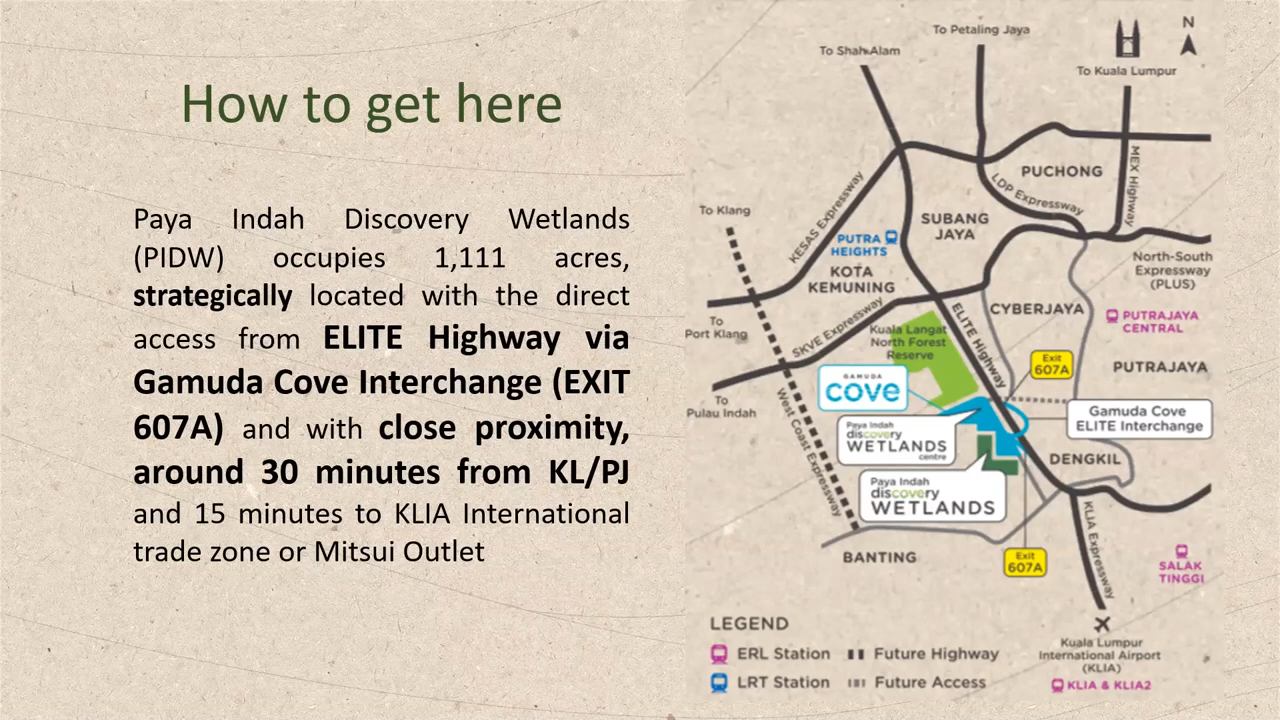 How to get here
Paya Indah Discovery Wetlands
(PIDW) occupies 1,111 acres,
strategically located with the direct
access from ELITE Highway via
Gamuda Cove Interchange (EXIT
607A) and with close proximity,
around 30 minutes from KL/PJ
and 15 minutes to KLIA International
trade zone or Mitsui Outlet
To Petaling Jaya
N
To Shah Alam
To Kuala Lumpur
PUCHONG
MEX Highway
LDP Expressway
KESAS Expressway
To Klang
SUBANG
JAYA
PUTRA
HEIGHTS
North-South
Expressway
(PLUS)
KOTA
KEMUNING
CYBERJAYA
ELITE Highway
PUTRAJAYA
CENTRAL
To
Port Klang
SKVE Expressway
Kuala Langat
North Forest
Reserve
Exit
607A
PUTRAJAYA
GAMUDA
cove
To
Pulau Indah
West Coast Expressway
Gamuda Cove
ELITE Interchange
Paya Indah
discovery
WETLANDS
centre
DENGKIL
Paya Indah
discovery
WETLANDS
KLIA Expressway
BANTING
Exit
607A
SALAK
TINGGI
LEGEND
ERL Station
Future Highway
LRT Station
Future Access
Kuala Lumpur
International Airport
(KLIA)
KLIA & KLIA2